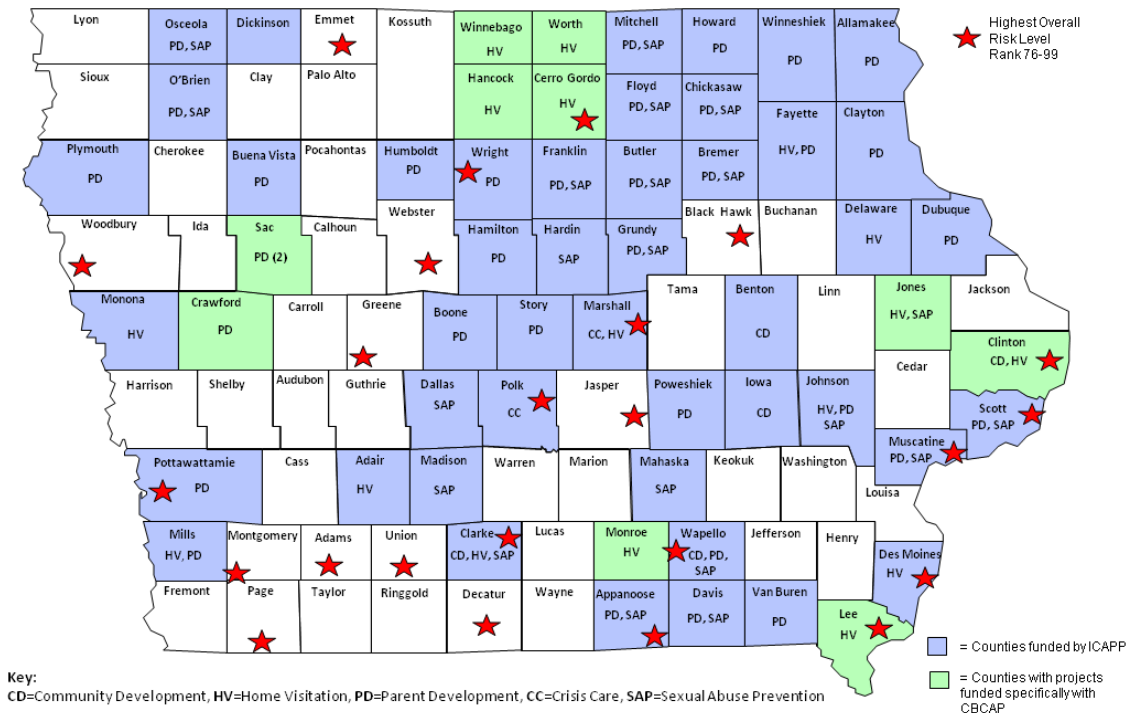 Lyon
Osceola
PD, SAP
Dickinson
Emmet
Kossuth
Winnebago
HV
Worth
HV
Mitchell
PD, SAP
Howard
PD
Winneshiek
PD
Allamakee
PD
Highest Overall
Risk Level
Rank 76-99
Sioux
O'Brien
PD, SAP
Clay
Palo Alto
Hancock
HV
Cerro Gordo
HV
Floyd
PD, SAP
Chickasaw
PD, SAP
Fayette
HV, PD
Clayton
PD
Plymouth
PD
Cherokee
Buena Vista
PD
Pocahontas
Humboldt
PD
Wright
PD
Franklin
PD, SAP
Butler
PD, SAP
Bremer
PD, SAP
Woodbury
Ida
Sac
PD (2)
Calhoun
Webster
Hamilton
PD
Hardin
SAP
Grundy
PD, SAP
Black Hawk
Buchanan
Delaware
HV
Dubuque
PD
Monona
HV
Crawford
PD
Carroll
Greene
Boone
PD
Story
PD
Marshall
CC, HV
Tama
Benton
CD
Linn
Jones
HV, SAP
Jackson
Clinton
CD, HV
Harrison
Shelby
Audubon
Guthrie
Dallas
SAP
Polk
CC
Jasper
Poweshiek
PD
Iowa
CD
Johnson
HV, PD
SAP
Cedar
Scott
PD, SAP
Muscatine
PD, SAP
Pottawattamie
PD
Cass
Adair
HV
Madison
SAP
Warren
Marion
Mahaska
SAP
Keokuk
Washington
Louisa
Mills
HV, PD
Montgomery
Adams
Union
Clarke
CD, HV, SAP
Lucas
Monroe
HV
Wapello
CD, PD,
SAP
Jefferson
Henry
Des Moines
HV
Fremont
Page
Taylor
Ringgold
Decatur
Wayne
Appanoose
PD, SAP
Davis
PD, SAP
Van Buren
PD
Lee
HV
= Counties funded by ICAPP
= Counties with projects
funded specifically with
CBCAP
Key:
CD=Community Development, HV=Home Visitation, PD=Parent Development, CC=Crisis Care, SAP=Sexual Abuse Prevention